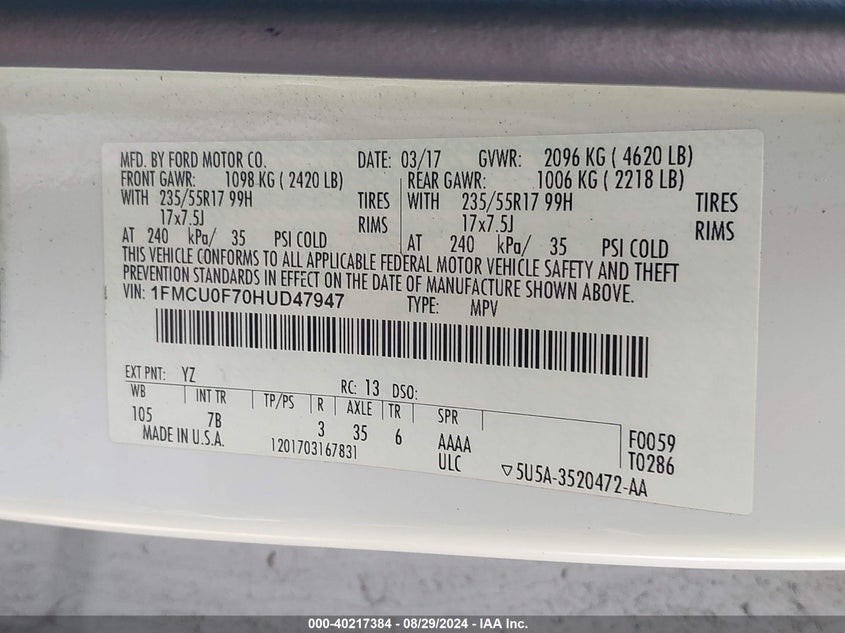 MFD. BY FORD MOTOR CO. DATE: 03/17 GVWR: 2096 KG ( 4620 LB)
FRONT GAWR: 1098 KG ( 2420 LB) REAR GAWR: 1006 KG ( 2218 LB)
WITH 235/55R17 99H TIRES WITH 235/55R17 99H TIRES
17x7.5J RIMS 17x7.5J RIMS
AT 240 kPa/ 35 PSI COLD AT 240 kPa/ 35 PSI COLD
THIS VEHICLE CONFORMS TO ALL APPLICABLE FEDERAL MOTOR VEHICLE SAFETY AND THEFT
PREVENTION STANDARDS IN EFFECT ON THE DATE OF MANUFACTURE SHOWN ABOVE.
VIN: 1FMCU0F70HUD47947 TYPE: MPV
EXT PNT: YZ RC: 13 DSO:
WB INT TR TP/PS R AXLE TR SPR
105 7B 3 35 6 AAAA F0059
MADE IN U.S.A. 1201703167831 ULC T0286
▽5U5A-3520472-AA
000-40217384 - 08/29/2024 - IAA Inc.